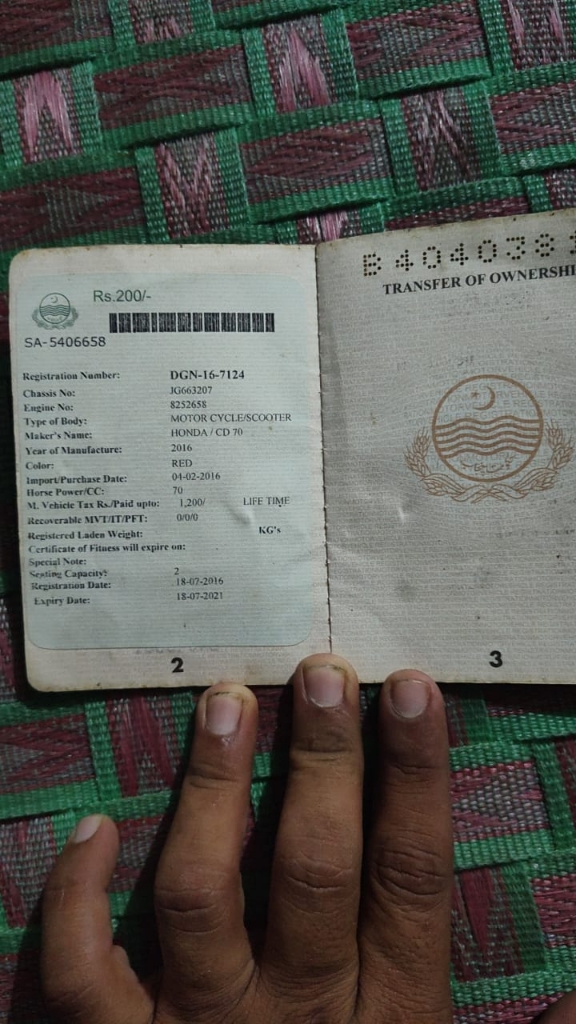 Rs.200/-
SA-5406658
Registration Number: DGN-16-7124
Chassis No: JG663207
Engine No: 8252658
Type of Body: MOTOR CYCLE/SCOOTER
Maker's Name: HONDA / CD 70
Year of Manufacture: 2016
Color: RED
Import/Purchase Date: 04-02-2016
Horse Power/CC: 70
M. Vehicle Tax Rs./Paid upto: 1,200/ LIFE TIME
Recoverable MVT/IT/PFT: 0/0/0
Registered Laden Weight: KG's
Certificate of Fitness will expire on:
Special Note:
Seating Capacity: 2
Registration Date: 18-07-2016
Expiry Date: 18-07-2021
2
B404038
TRANSFER OF OWNERSHI
3